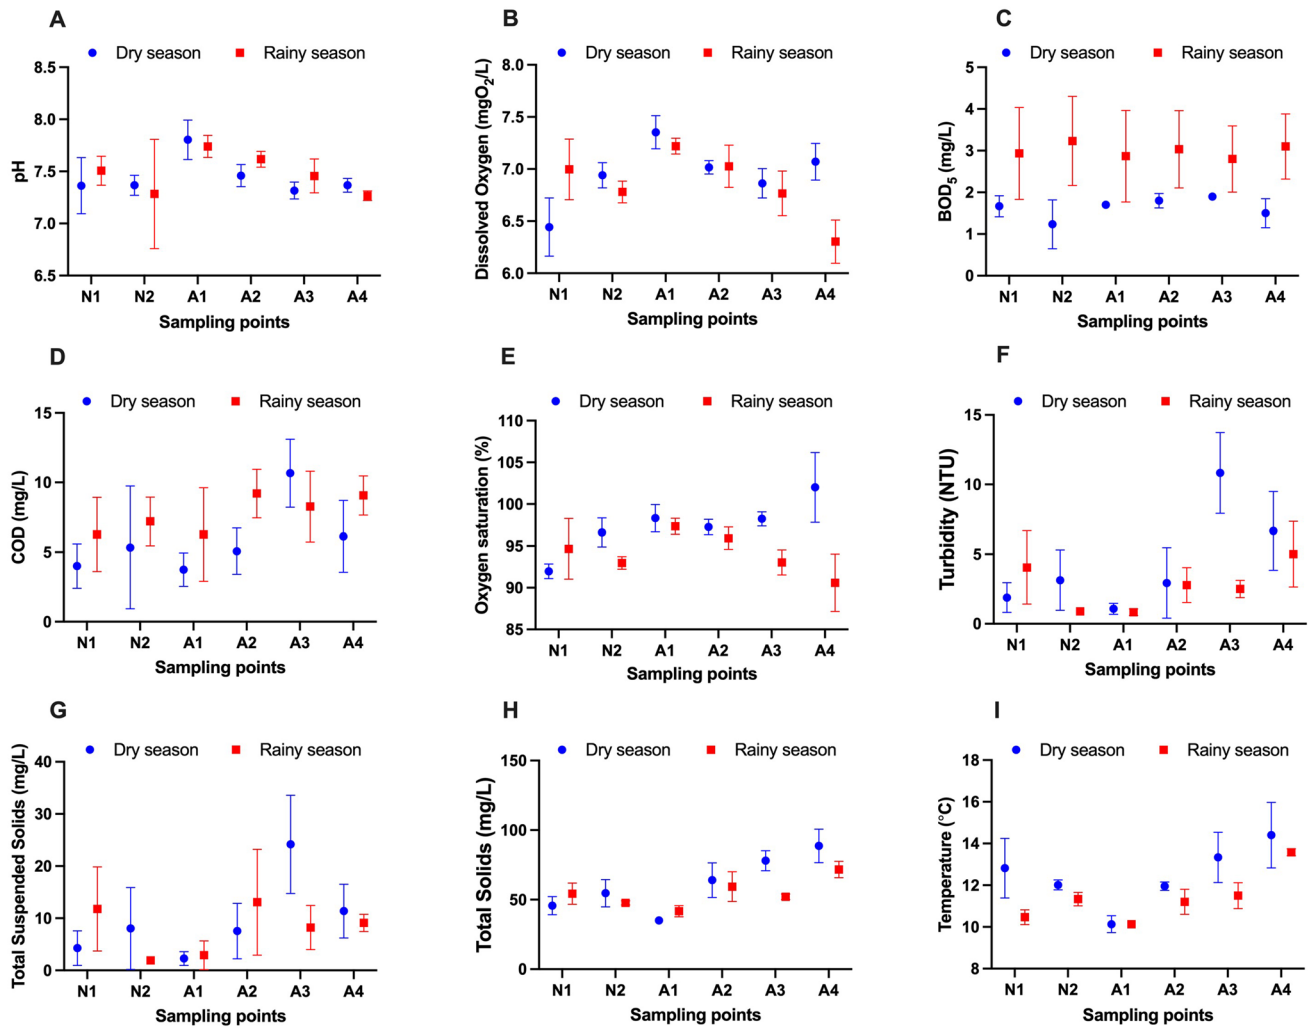 A
Dry season Rainy season
pH
8.5
8.0
7.5
7.0
6.5
N1 N2 A1 A2 A3 A4
Sampling points
B
Dry season Rainy season
Dissolved Oxygen (mgO₂/L)
8.0
7.5
7.0
6.5
6.0
N1 N2 A1 A2 A3 A4
Sampling points
C
Dry season Rainy season
BOD₅ (mg/L)
5
4
3
2
1
0
N1 N2 A1 A2 A3 A4
Sampling points
D
Dry season Rainy season
COD (mg/L)
15
10
5
0
N1 N2 A1 A2 A3 A4
Sampling points
E
Dry season Rainy season
Oxygen saturation (%)
110
105
100
95
90
85
N1 N2 A1 A2 A3 A4
Sampling points
F
Dry season Rainy season
Turbidity (NTU)
15
10
5
0
N1 N2 A1 A2 A3 A4
Sampling points
G
Dry season Rainy season
Total Suspended Solids (mg/L)
40
30
20
10
0
N1 N2 A1 A2 A3 A4
Sampling points
H
Dry season Rainy season
Total Solids (mg/L)
150
100
50
0
N1 N2 A1 A2 A3 A4
Sampling points
I
Dry season Rainy season
Temperature (°C)
18
16
14
12
10
8
N1 N2 A1 A2 A3 A4
Sampling points